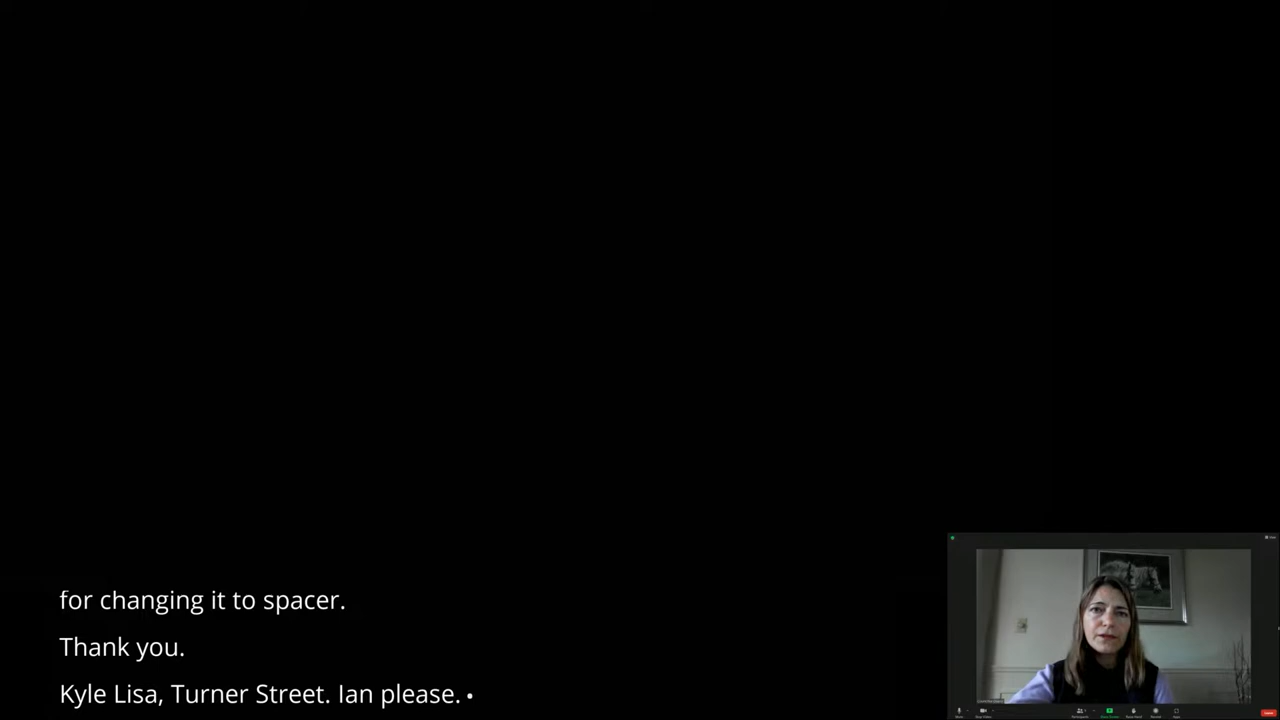 for changing it to spacer.
Thank you.
Kyle Lisa, Turner Street. Ian please.